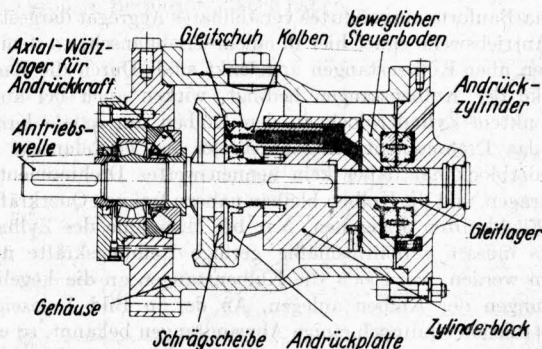 Gleitschuh
Kolben
beweglicher
Steuerboden
Axial-Wälz-
lager für
Andrückkraft
Andrück-
zylinder
Antriebs-
welle
Gleitlager
Gehäuse
Schrägscheibe
Andrückplatte
Zylinderblock